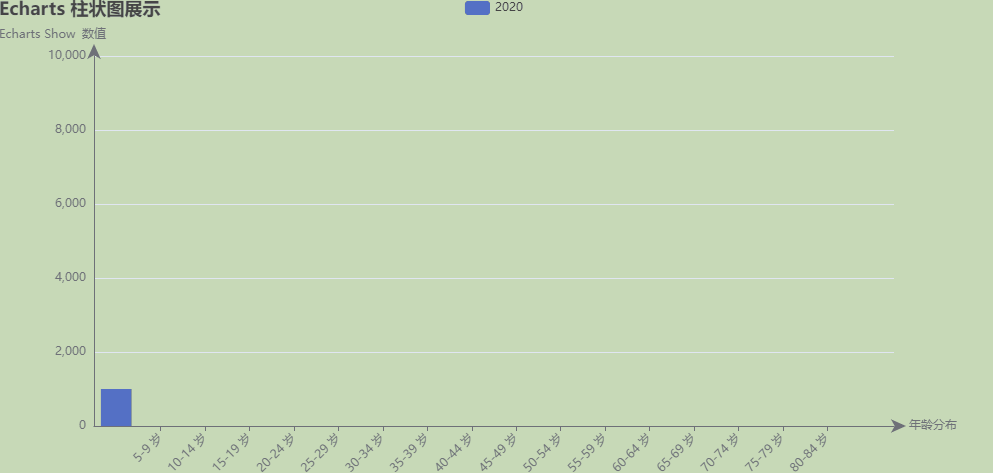 Echarts 柱状图展示
2020
Echarts Show 数值
10,000
8,000
6,000
4,000
2,000
0
年龄分布
5-9 岁
10-14 岁
15-19 岁
20-24 岁
25-29 岁
30-34 岁
35-39 岁
40-44 岁
45-49 岁
50-54 岁
55-59 岁
60-64 岁
65-69 岁
70-74 岁
75-79 岁
80-84 岁